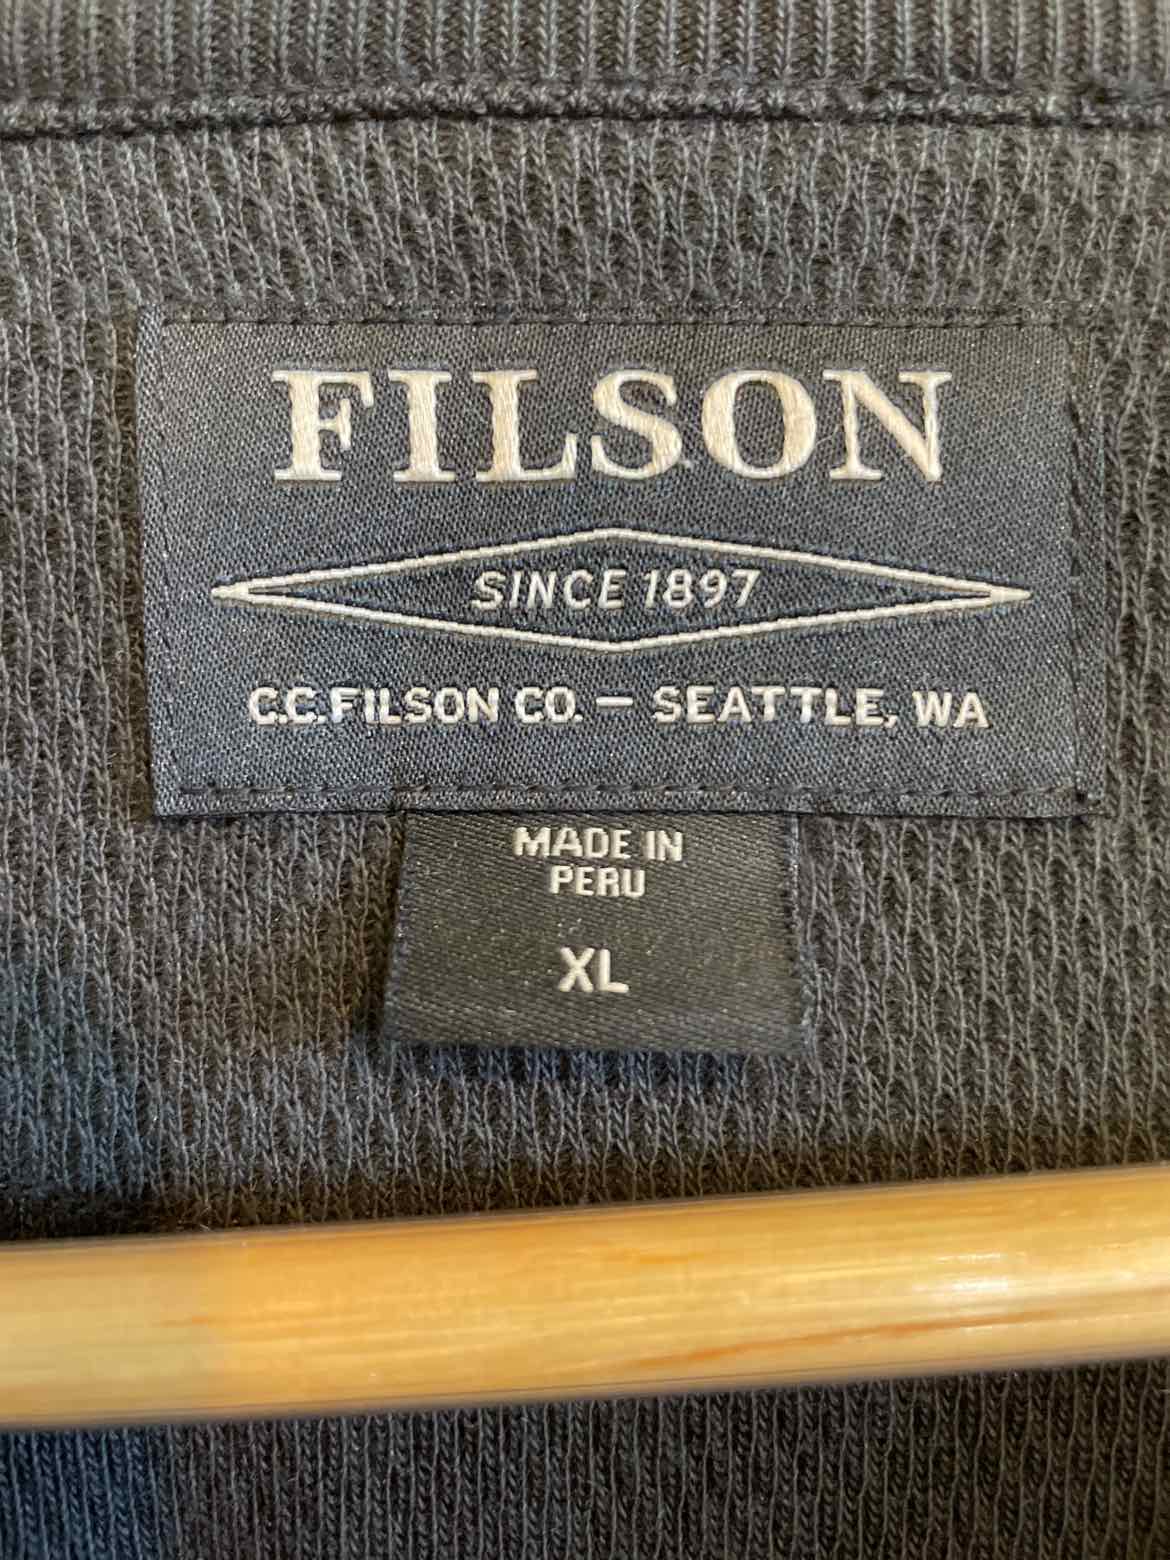 FILSON
SINCE 1897
C.C.FILSON CO. – SEATTLE, WA
MADE IN
PERU
XL